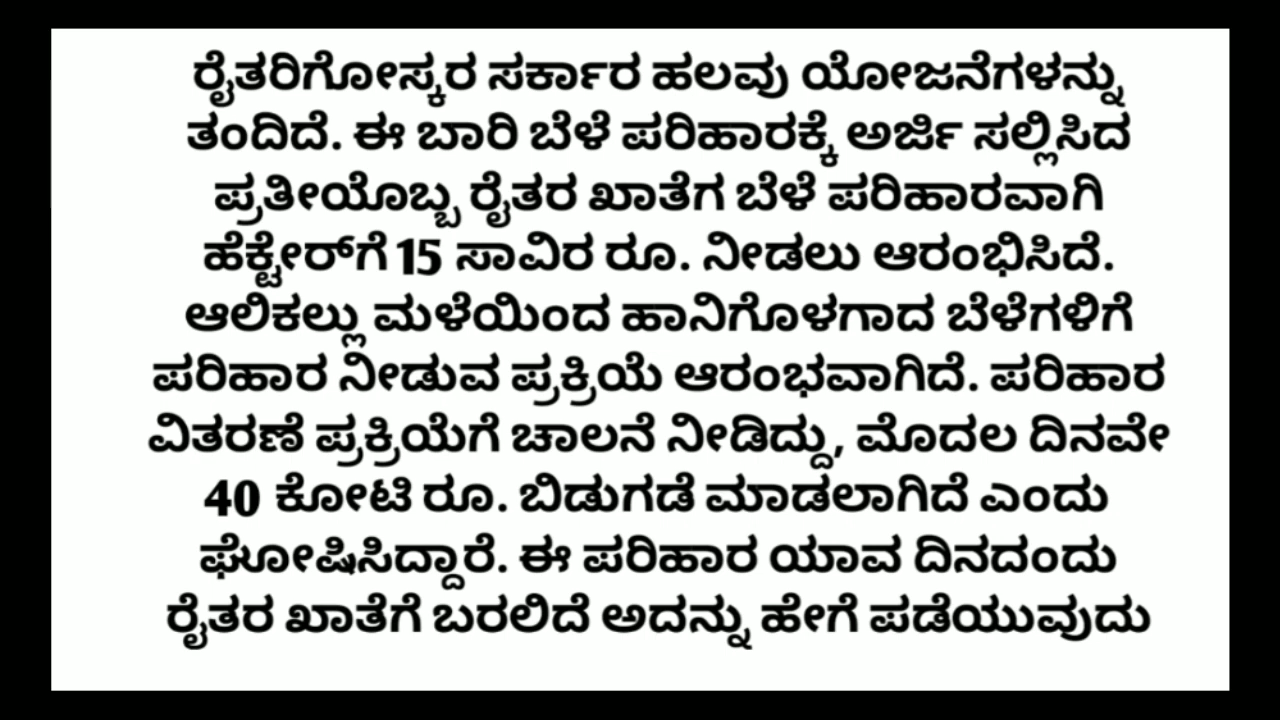 ರೈತರಿಗೋಸ್ಕರ ಸರ್ಕಾರ ಹಲವು ಯೋಜನೆಗಳನ್ನು
ತಂದಿದೆ. ಈ ಬಾರಿ ಬೆಳೆ ಪರಿಹಾರಕ್ಕೆ ಅರ್ಜಿ ಸಲ್ಲಿಸಿದ
ಪ್ರತೀಯೊಬ್ಬ ರೈತರ ಖಾತೆಗ ಬೆಳೆ ಪರಿಹಾರವಾಗಿ
ಹೆಕ್ಟೇರ್‌ಗೆ 15 ಸಾವಿರ ರೂ. ನೀಡಲು ಆರಂಭಿಸಿದೆ.
ಆಲಿಕಲ್ಲು ಮಳೆಯಿಂದ ಹಾನಿಗೊಳಗಾದ ಬೆಳೆಗಳಿಗೆ
ಪರಿಹಾರ ನೀಡುವ ಪ್ರಕ್ರಿಯೆ ಆರಂಭವಾಗಿದೆ. ಪರಿಹಾರ
ವಿತರಣೆ ಪ್ರಕ್ರಿಯೆಗೆ ಚಾಲನೆ ನೀಡಿದ್ದು, ಮೊದಲ ದಿನವೇ
40 ಕೋಟಿ ರೂ. ಬಿಡುಗಡೆ ಮಾಡಲಾಗಿದೆ ಎಂದು
ಘೋಷಿಸಿದ್ದಾರೆ. ಈ ಪರಿಹಾರ ಯಾವ ದಿನದಂದು
ರೈತರ ಖಾತೆಗೆ ಬರಲಿದೆ ಅದನ್ನು ಹೇಗೆ ಪಡೆಯುವುದು